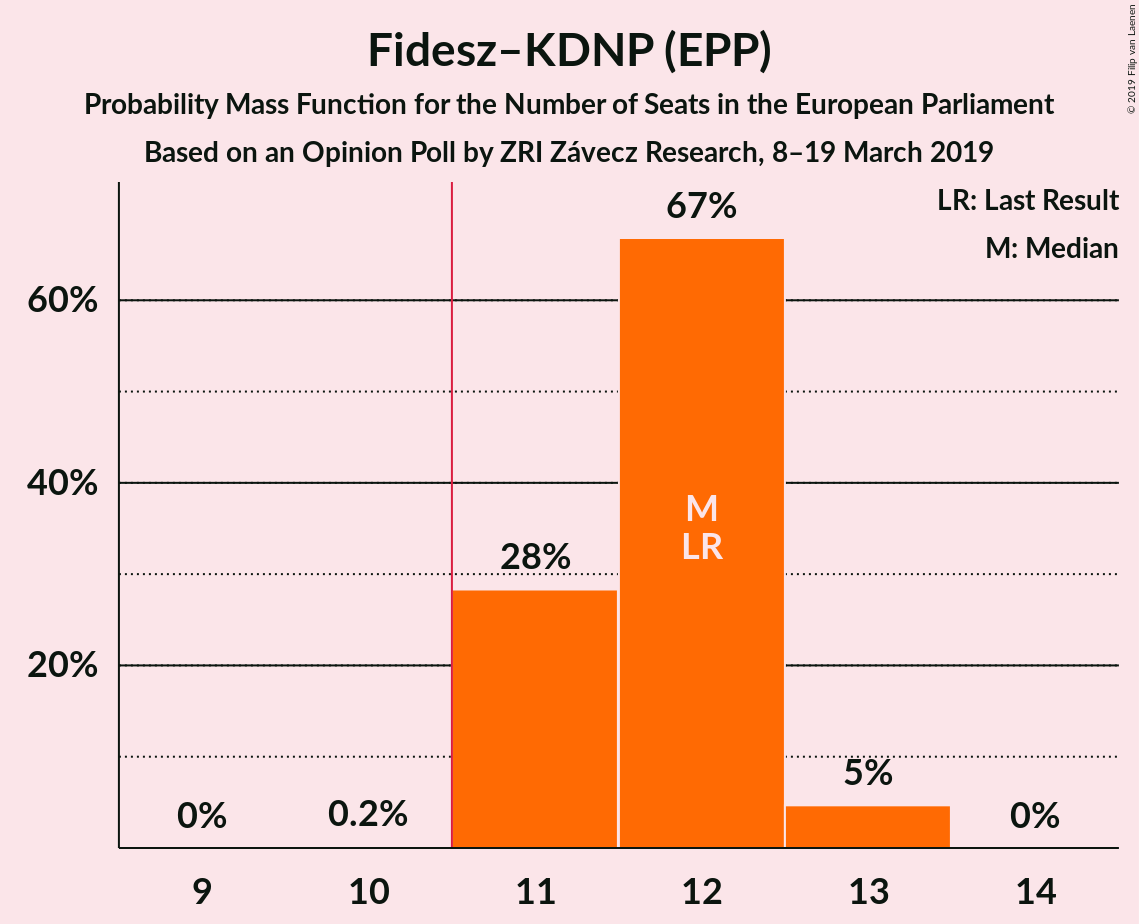 Fidesz–KDNP (EPP)
Probability Mass Function for the Number of Seats in the European Parliament
Based on an Opinion Poll by ZRI Závecz Research, 8–19 March 2019
© 2019 Filip van Laenen
LR: Last Result
M: Median
67%
60%
40%
M
LR
28%
20%
5%
0%
0.2%
0%
9
10
11
12
13
14